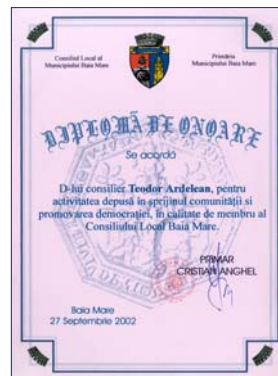 Consiliul Local al
Municipiului Baia Mare
Primăria
Municipiului Baia Mare
DIPLOMĂ DE ONOARE
Se acordă
D-lui consilier Teodor Ardelean, pentru
activitatea depusă în sprijinul comunității si
promovarea democrației, în calitate de membru al
Consiliului Local Baia Mare.
PRIMAR
CRISTIAN ANGHEL
Baia Mare
27 Septembrie 2002